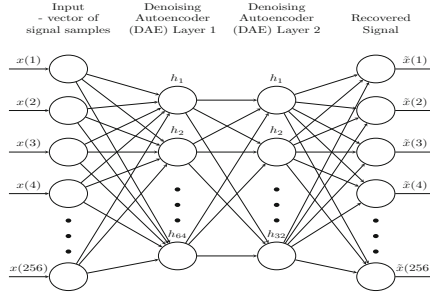 Input
- vector of
signal samples
Denoising
Autoencoder
(DAE) Layer 1
Denoising
Autoencoder
(DAE) Layer 2
Recovered
Signal
x(1)
x(2)
x(3)
x(4)
x(256)
h₁
h₂
h₆₄
h₁
h₂
h₃₂
x̃(1)
x̃(2)
x̃(3)
x̃(4)
x̃(256